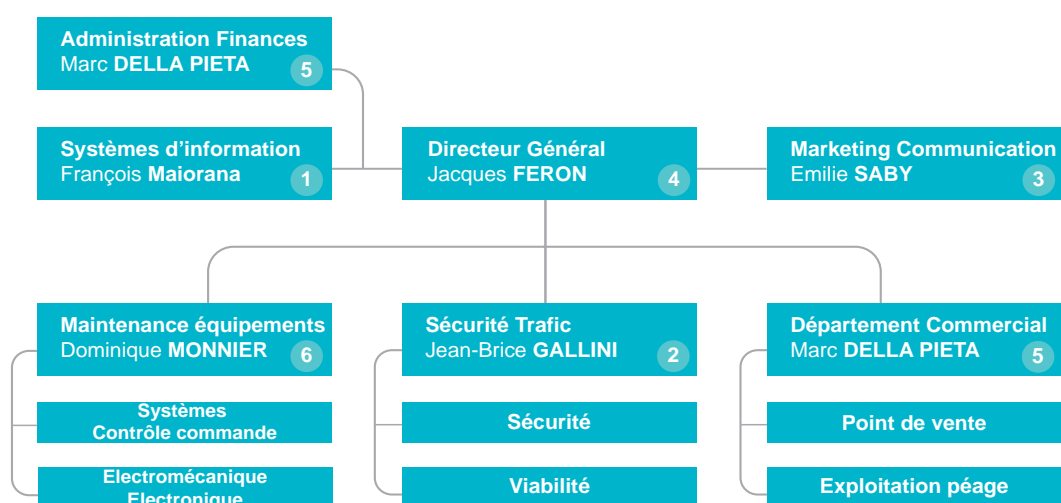 Administration Finances
Marc DELLA PIETA
5
Systèmes d'information
François Maiorana
1
Directeur Général
Jacques FERON
4
Marketing Communication
Emilie SABY
3
Maintenance équipements
Dominique MONNIER
6
Sécurité Trafic
Jean-Brice GALLINI
2
Département Commercial
Marc DELLA PIETA
5
Systèmes
Contrôle commande
Sécurité
Point de vente
Electromécanique
Electronique
Viabilité
Exploitation péage